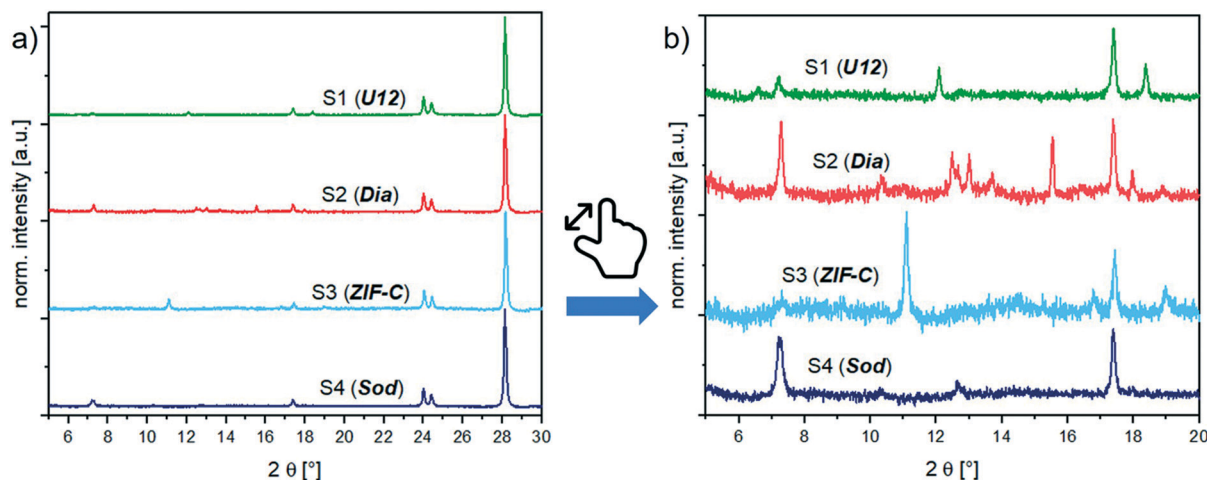 a)
norm. intensity [a.u.]
S1 (U12)
S2 (Dia)
S3 (ZIF-C)
S4 (Sod)
6 8 10 12 14 16 18 20 22 24 26 28 30
2 θ [°]
b)
norm. intensity [a.u.]
S1 (U12)
S2 (Dia)
S3 (ZIF-C)
S4 (Sod)
6 8 10 12 14 16 18 20
2 θ [°]